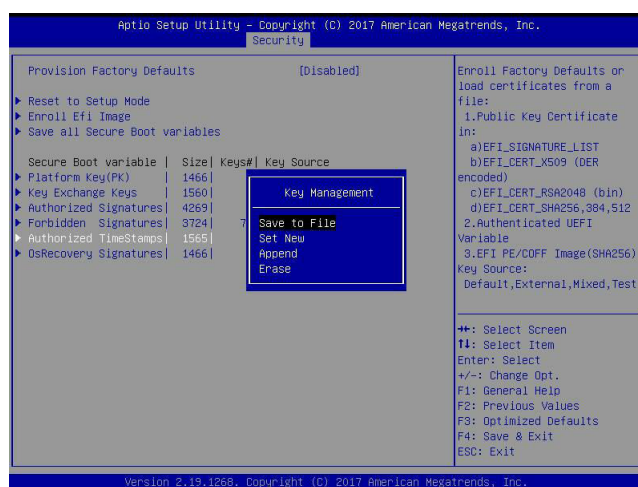 Aptio Setup Utility – Copyright (C) 2017 American Megatrends, Inc.
Security
Provision Factory Defaults [Disabled]
Reset to Setup Mode
Enroll Efi Image
Save all Secure Boot variables
Secure Boot variable | Size| Keys#| Key Source
Platform Key(PK) | 1466|
Key Exchange Keys | 1560|
Authorized Signatures| 4269|
Forbidden Signatures| 3724| 7
Authorized TimeStamps| 1565|
OsRecovery Signatures| 1466|
Key Management
Save to File
Set New
Append
Erase
Enroll Factory Defaults or
load certificates from a
file:
1.Public Key Certificate
in:
a)EFI_SIGNATURE_LIST
b)EFI_CERT_X509 (DER
encoded)
c)EFI_CERT_RSA2048 (bin)
d)EFI_CERT_SHA256,384,512
2.Authenticated UEFI
Variable
3.EFI PE/COFF Image(SHA256)
Key Source:
Default,External,Mixed,Test
→←: Select Screen
↑↓: Select Item
Enter: Select
+/-: Change Opt.
F1: General Help
F2: Previous Values
F3: Optimized Defaults
F4: Save & Exit
ESC: Exit
Version 2.19.1268. Copyright (C) 2017 American Megatrends, Inc.